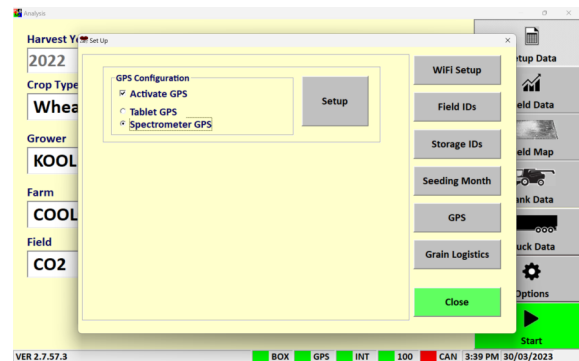 Analysis
Harvest Y
2022
Crop Type
Whea
Grower
KOOL
Farm
COOL
Field
CO2
Set Up
GPS Configuration
Activate GPS
Tablet GPS
Spectrometer GPS
Setup
WiFi Setup
Field IDs
Storage IDs
Seeding Month
GPS
Grain Logistics
Close
tup Data
eld Data
eld Map
nk Data
uck Data
Options
Start
VER 2.7.57.3
BOX GPS INT 100 CAN 3:39 PM 30/03/2023